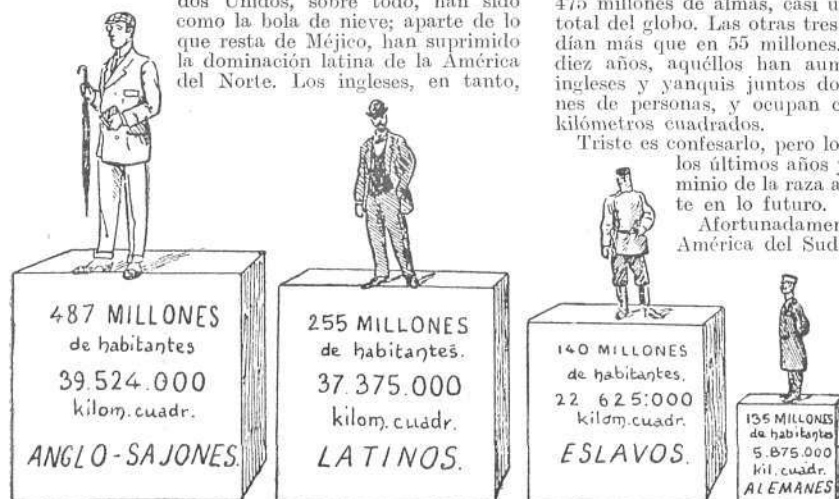 dos Unidos, sobre todo, han sido
como la bola de nieve; aparte de lo
que resta de Méjico, han suprimido
la dominación latina de la América
del Norte. Los ingleses, en tanto,
475 millones de almas, casi u
total del globo. Las otras tres
dían más que en 55 millones.
diez años, aquéllos han aum
ingleses y yanquis juntos do
nes de personas, y ocupan c
kilómetros cuadrados.
Triste es confesarlo, pero lo
los últimos años
minio de la raza a
te en lo futuro.
Afortunadamen
América del Sud
487 MILLONES
de habitantes
39.524.000
kilom. cuadr.
ANGLO-SAJONES.
255 MILLONES
de habitantes.
37.375.000
kilom. cuadr.
LATINOS.
140 MILLONES
de habitantes.
22 625:000
kilom. cuadr.
ESLAVOS.
135 MILLONES
de habitantes
5.875.000
kil. cuadr.
ALEMANES